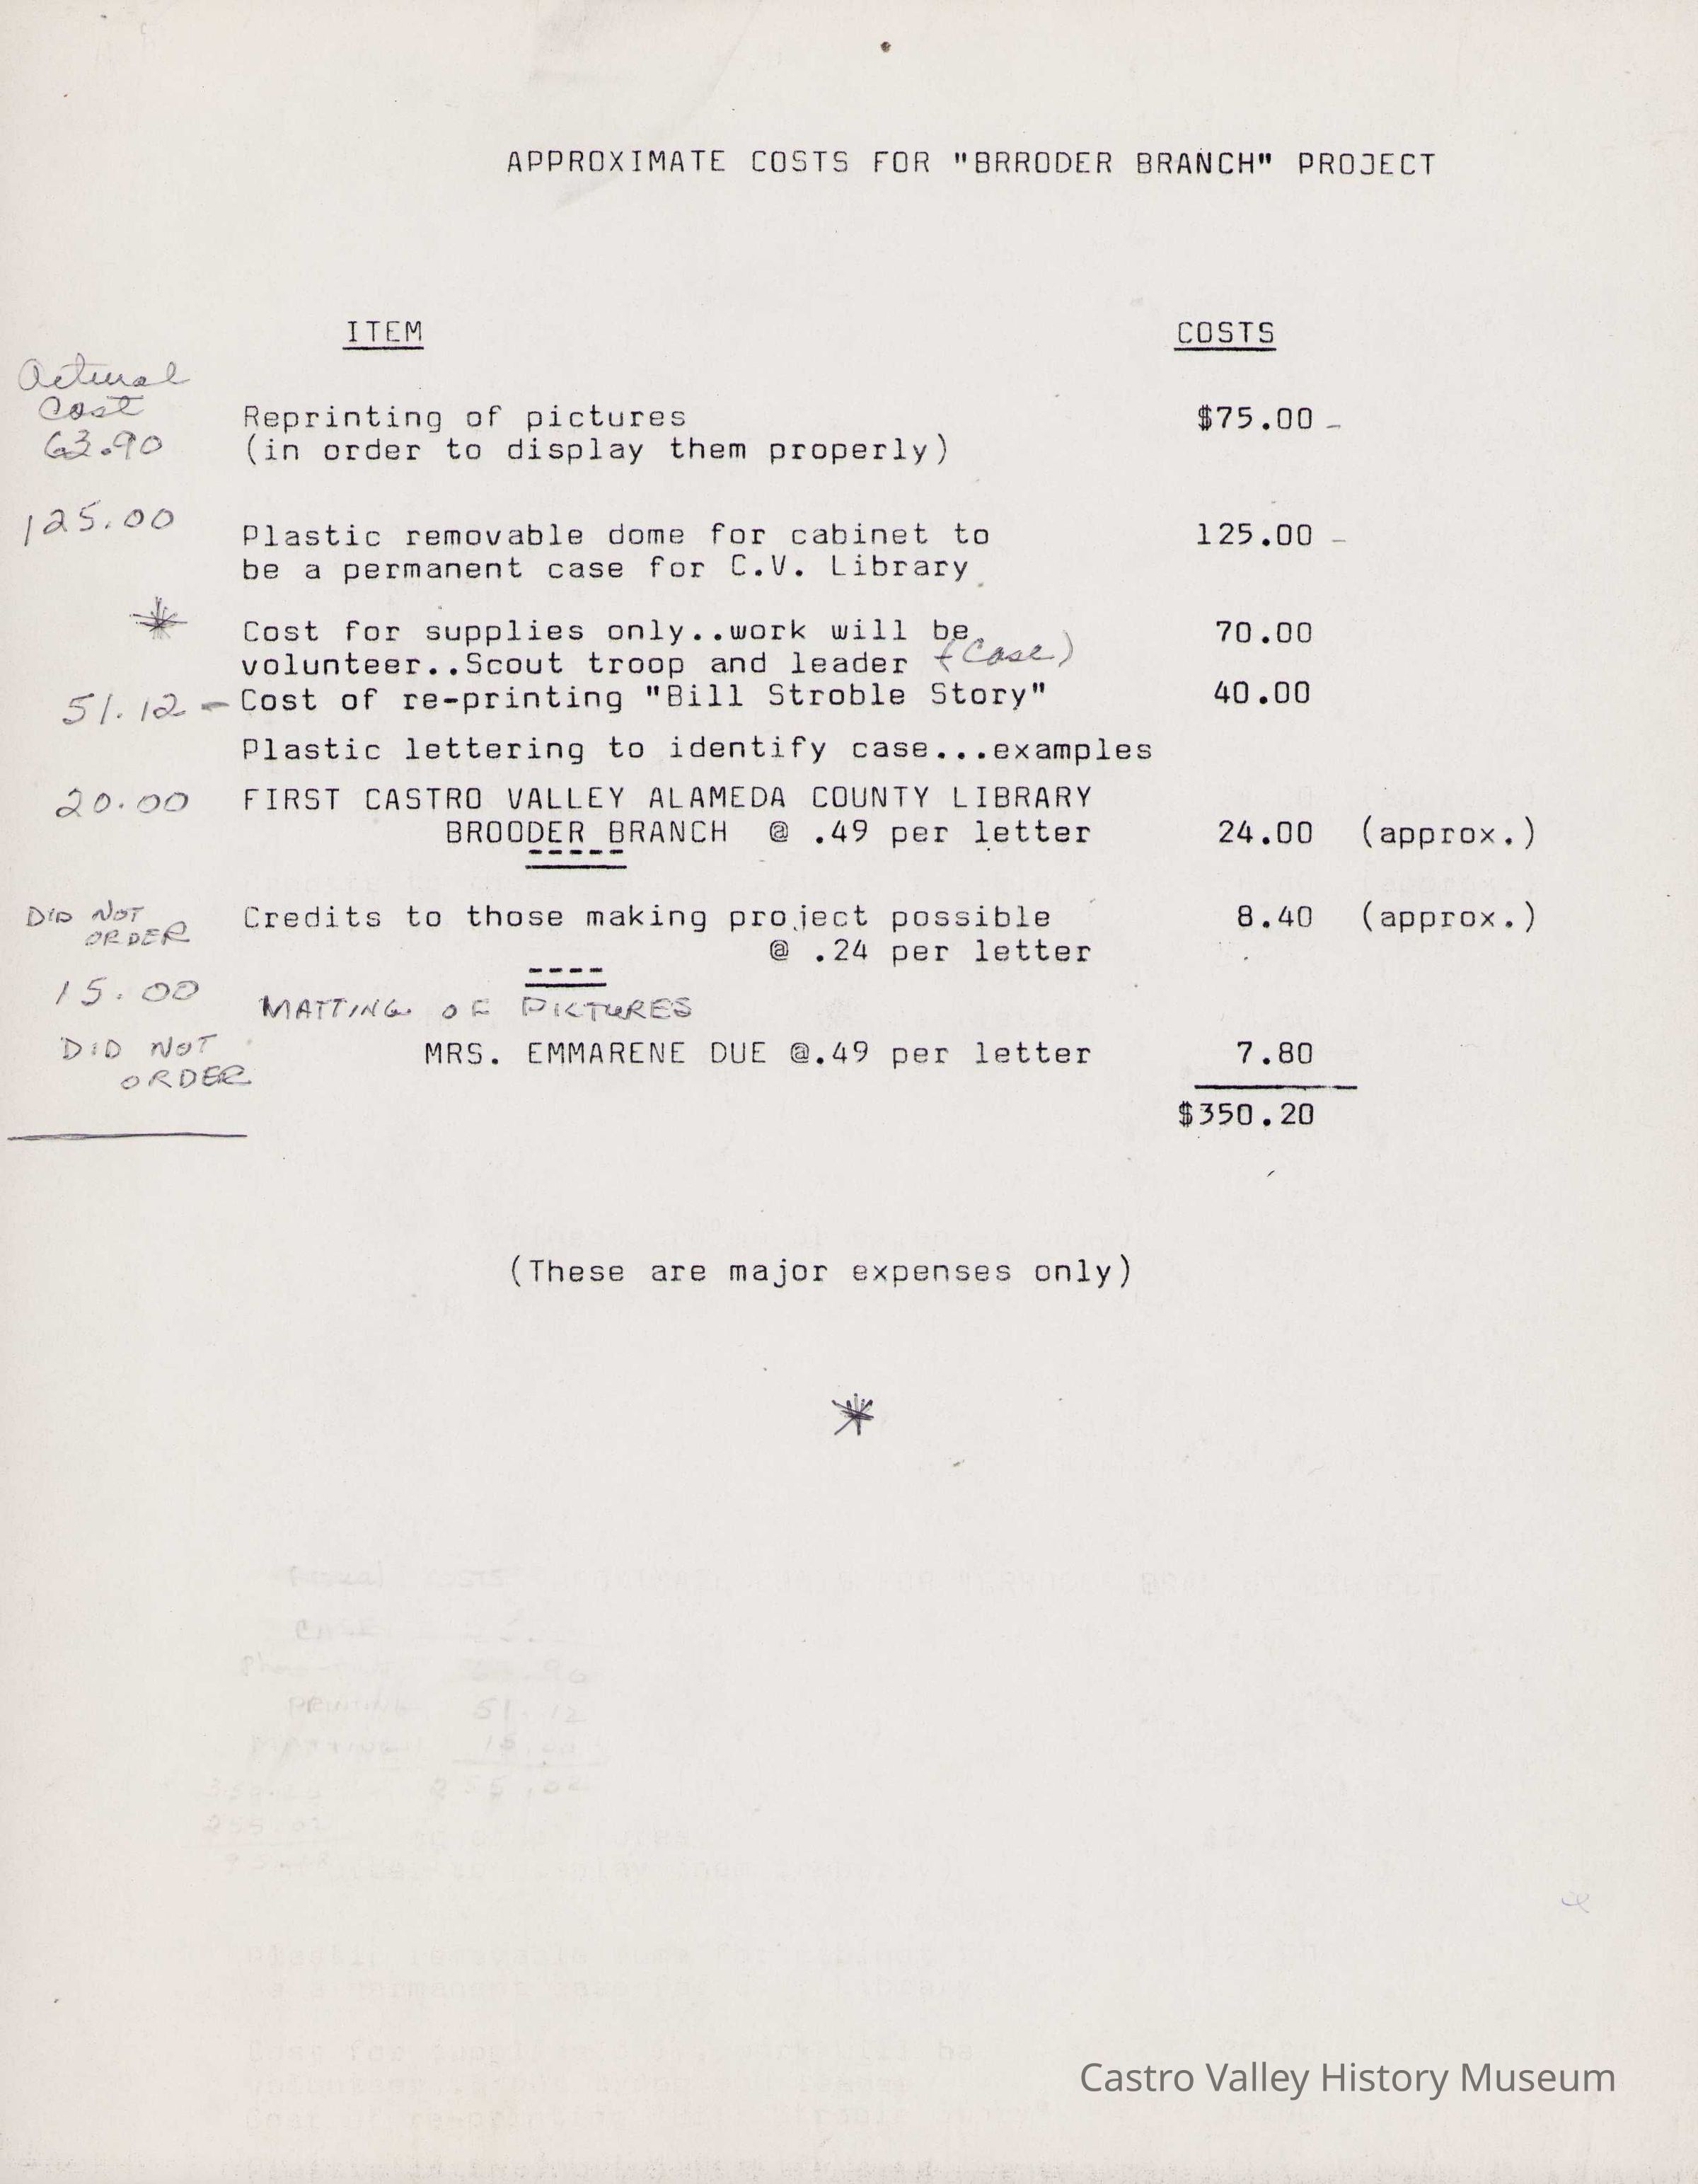 APPROXIMATE COSTS FOR "BRRODER BRANCH" PROJECT
ITEM COSTS
Actural
Cost
63.90
Reprinting of pictures $75.00 -
(in order to display them properly)
125.00
Plastic removable dome for cabinet to 125.00 -
be a permanent case for C.V. Library
* Cost for supplies only..work will be 70.00
volunteer..Scout troop and leader (Case)
51.12 - Cost of re-printing "Bill Stroble Story" 40.00
Plastic lettering to identify case...examples
20.00 FIRST CASTRO VALLEY ALAMEDA COUNTY LIBRARY
BROODER BRANCH @ .49 per letter 24.00 (approx.)
DID NOT
ORDER
Credits to those making project possible 8.40 (approx.)
@ .24 per letter
15.00 MATTING OF PICTURES
DID NOT
ORDER
MRS. EMMARENE DUE @.49 per letter 7.80
$350.20
(These are major expenses only)
*
COSTS
51.12
255.02
Castro Valley History Museum